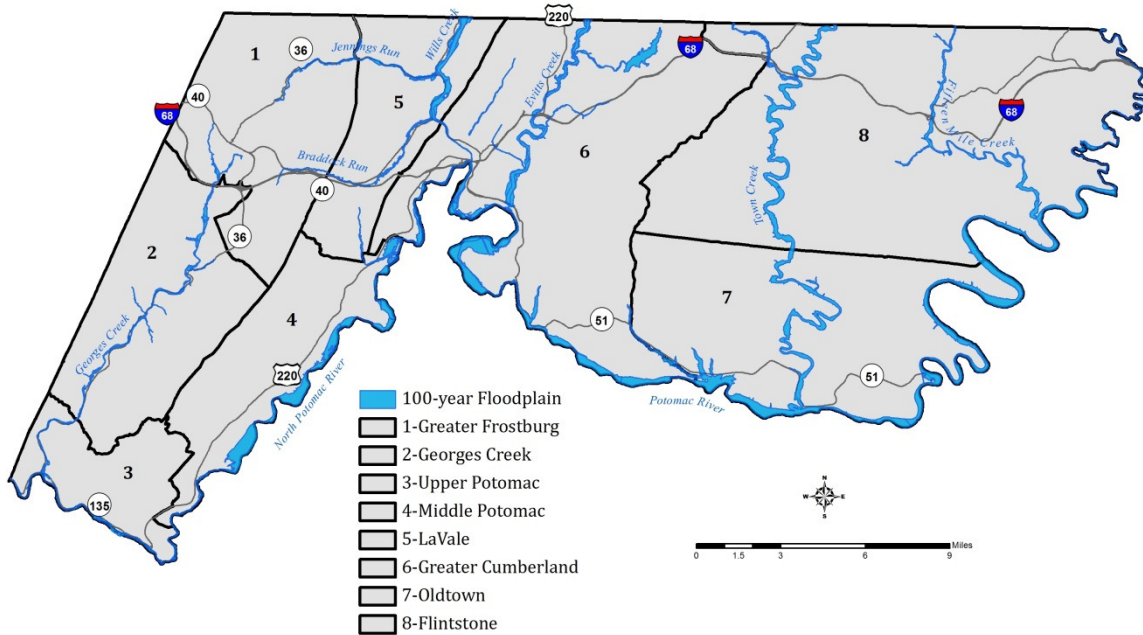 220
1
36
Jennings Run
Wills Creek
68
40
68
5
Evitts Creek
Fifteen Mile Creek
68
8
6
Braddock Run
40
Town Creek
36
2
7
4
51
Georges Creek
220
51
North Potomac River
Potomac River
3
135
100-year Floodplain
1-Greater Frostburg
2-Georges Creek
3-Upper Potomac
4-Middle Potomac
5-LaVale
6-Greater Cumberland
7-Oldtown
8-Flintstone
N
W E
S
Miles
0 1.5 3 6 9